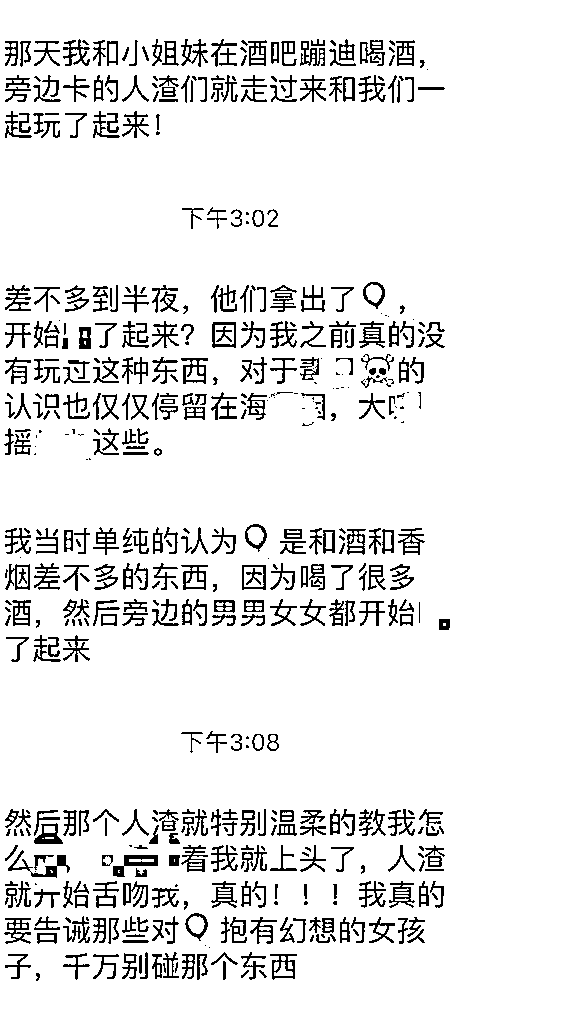 那天我和小姐妹在酒吧蹦迪喝酒，
旁边卡的人渣们就走过来和我们一
起玩了起来！
下午3:02
差不多到半夜，他们拿出了🎈，
开始了起来？因为我之前真的没
有玩过这种东西，对于☠️的
认识也仅仅停留在海，大
摇这些。
我当时单纯的认为🎈是和酒和香
烟差不多的东西，因为喝了很多
酒，然后旁边的男男女女都开始
了起来
下午3:08
然后那个人渣就特别温柔的教我怎
么，着我就上头了，人渣
就开始舌吻我，真的！！！我真的
要告诫那些对🎈抱有幻想的女孩
子，千万别碰那个东西